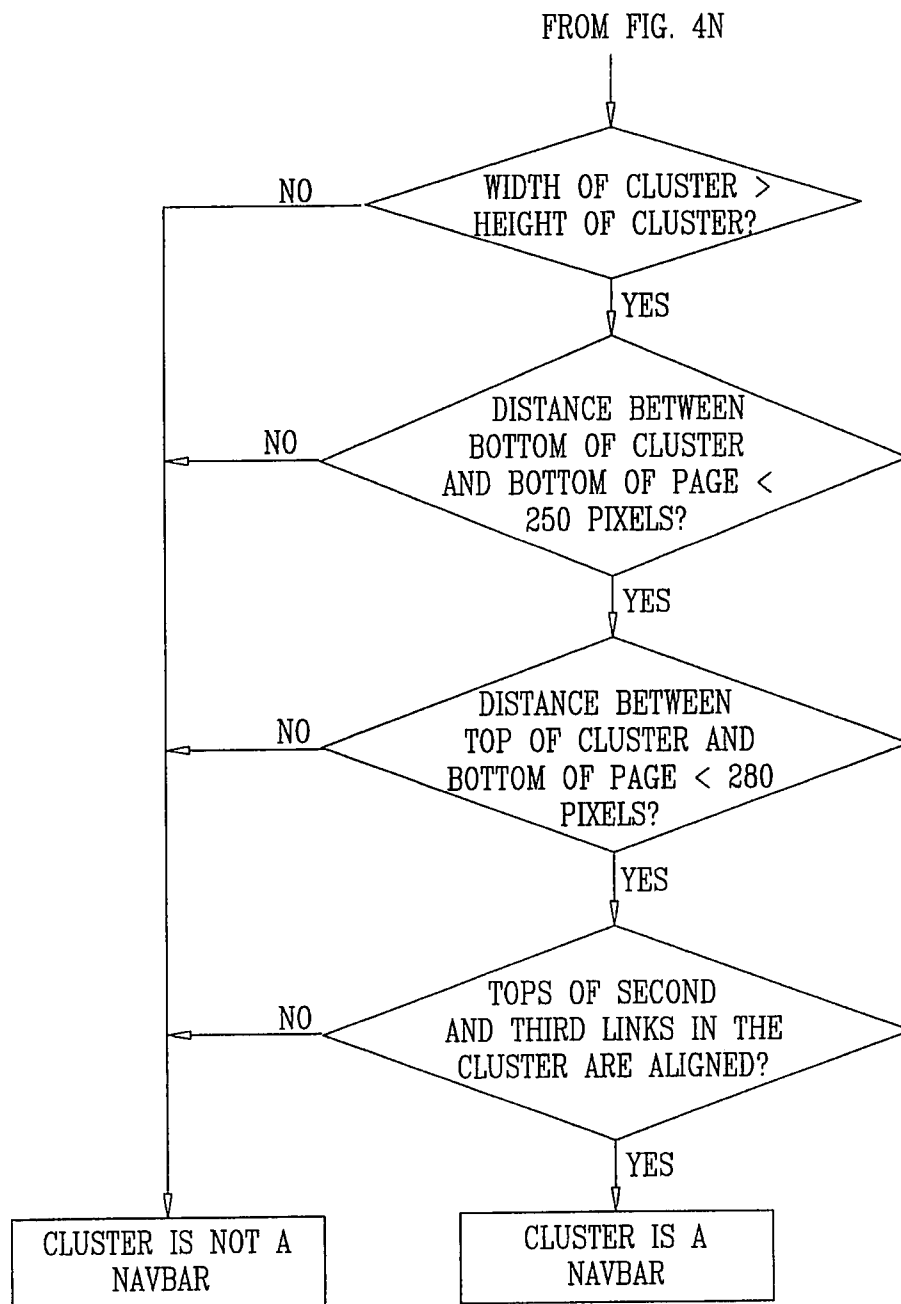 FROM FIG. 4N
WIDTH OF CLUSTER >
HEIGHT OF CLUSTER?
NO
YES
DISTANCE BETWEEN
BOTTOM OF CLUSTER
AND BOTTOM OF PAGE <
250 PIXELS?
NO
YES
DISTANCE BETWEEN
TOP OF CLUSTER AND
BOTTOM OF PAGE < 280
PIXELS?
NO
YES
TOPS OF SECOND
AND THIRD LINKS IN THE
CLUSTER ARE ALIGNED?
NO
YES
CLUSTER IS NOT A
NAVBAR
CLUSTER IS A
NAVBAR